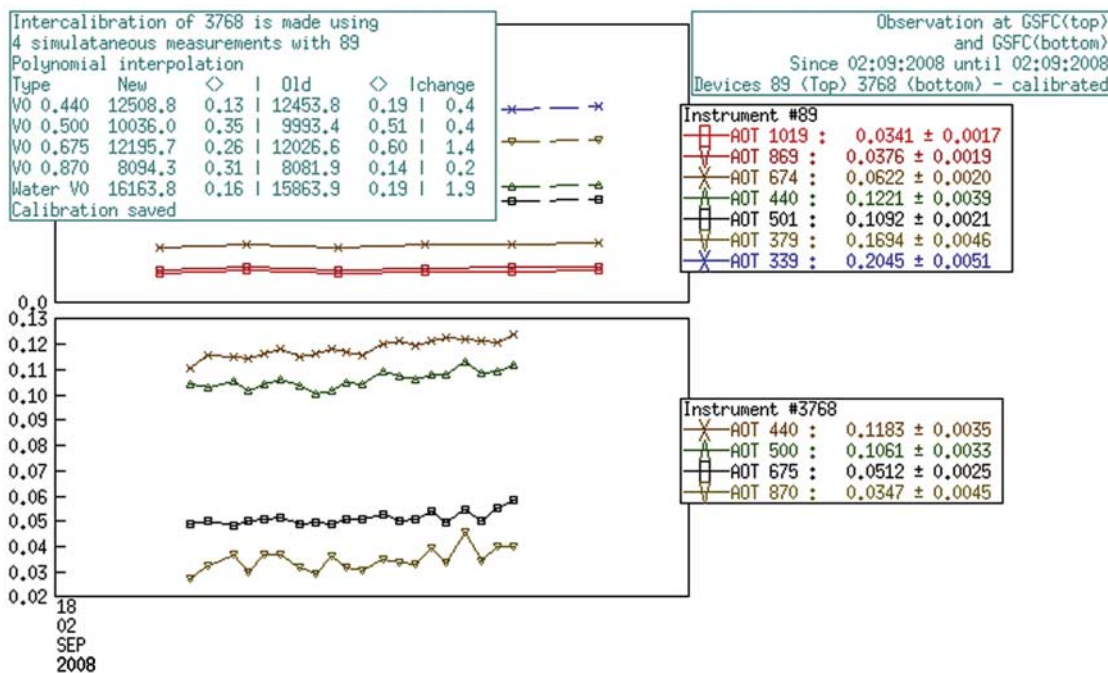 Intercalibration of 3768 is made using
4 simulataneous measurements with 89
Polynomial interpolation
Type New <> | Old <> |change
V0 0.440 12508.8 0.13 | 12453.8 0.19 | 0.4
V0 0.500 10036.0 0.35 | 9993.4 0.51 | 0.4
V0 0.675 12195.7 0.26 | 12026.6 0.60 | 1.4
V0 0.870 8094.3 0.31 | 8081.9 0.14 | 0.2
Water V0 16163.8 0.16 | 15863.9 0.19 | 1.9
Calibration saved
Observation at GSFC(top)
and GSFC(bottom)
Since 02:09:2008 until 02:09:2008
Devices 89 (Top) 3768 (bottom) - calibrated
Instrument #89
AOT 1019 : 0.0341 ± 0.0017
AOT 869 : 0.0376 ± 0.0019
AOT 674 : 0.0622 ± 0.0020
AOT 440 : 0.1221 ± 0.0039
AOT 501 : 0.1092 ± 0.0021
AOT 379 : 0.1694 ± 0.0046
AOT 339 : 0.2045 ± 0.0051
0.0
0.13
0.12
0.11
0.10
0.09
0.08
0.07
0.06
0.05
0.04
0.03
0.02
Instrument #3768
AOT 440 : 0.1183 ± 0.0035
AOT 500 : 0.1061 ± 0.0033
AOT 675 : 0.0512 ± 0.0025
AOT 870 : 0.0347 ± 0.0045
18
02
SEP
2008